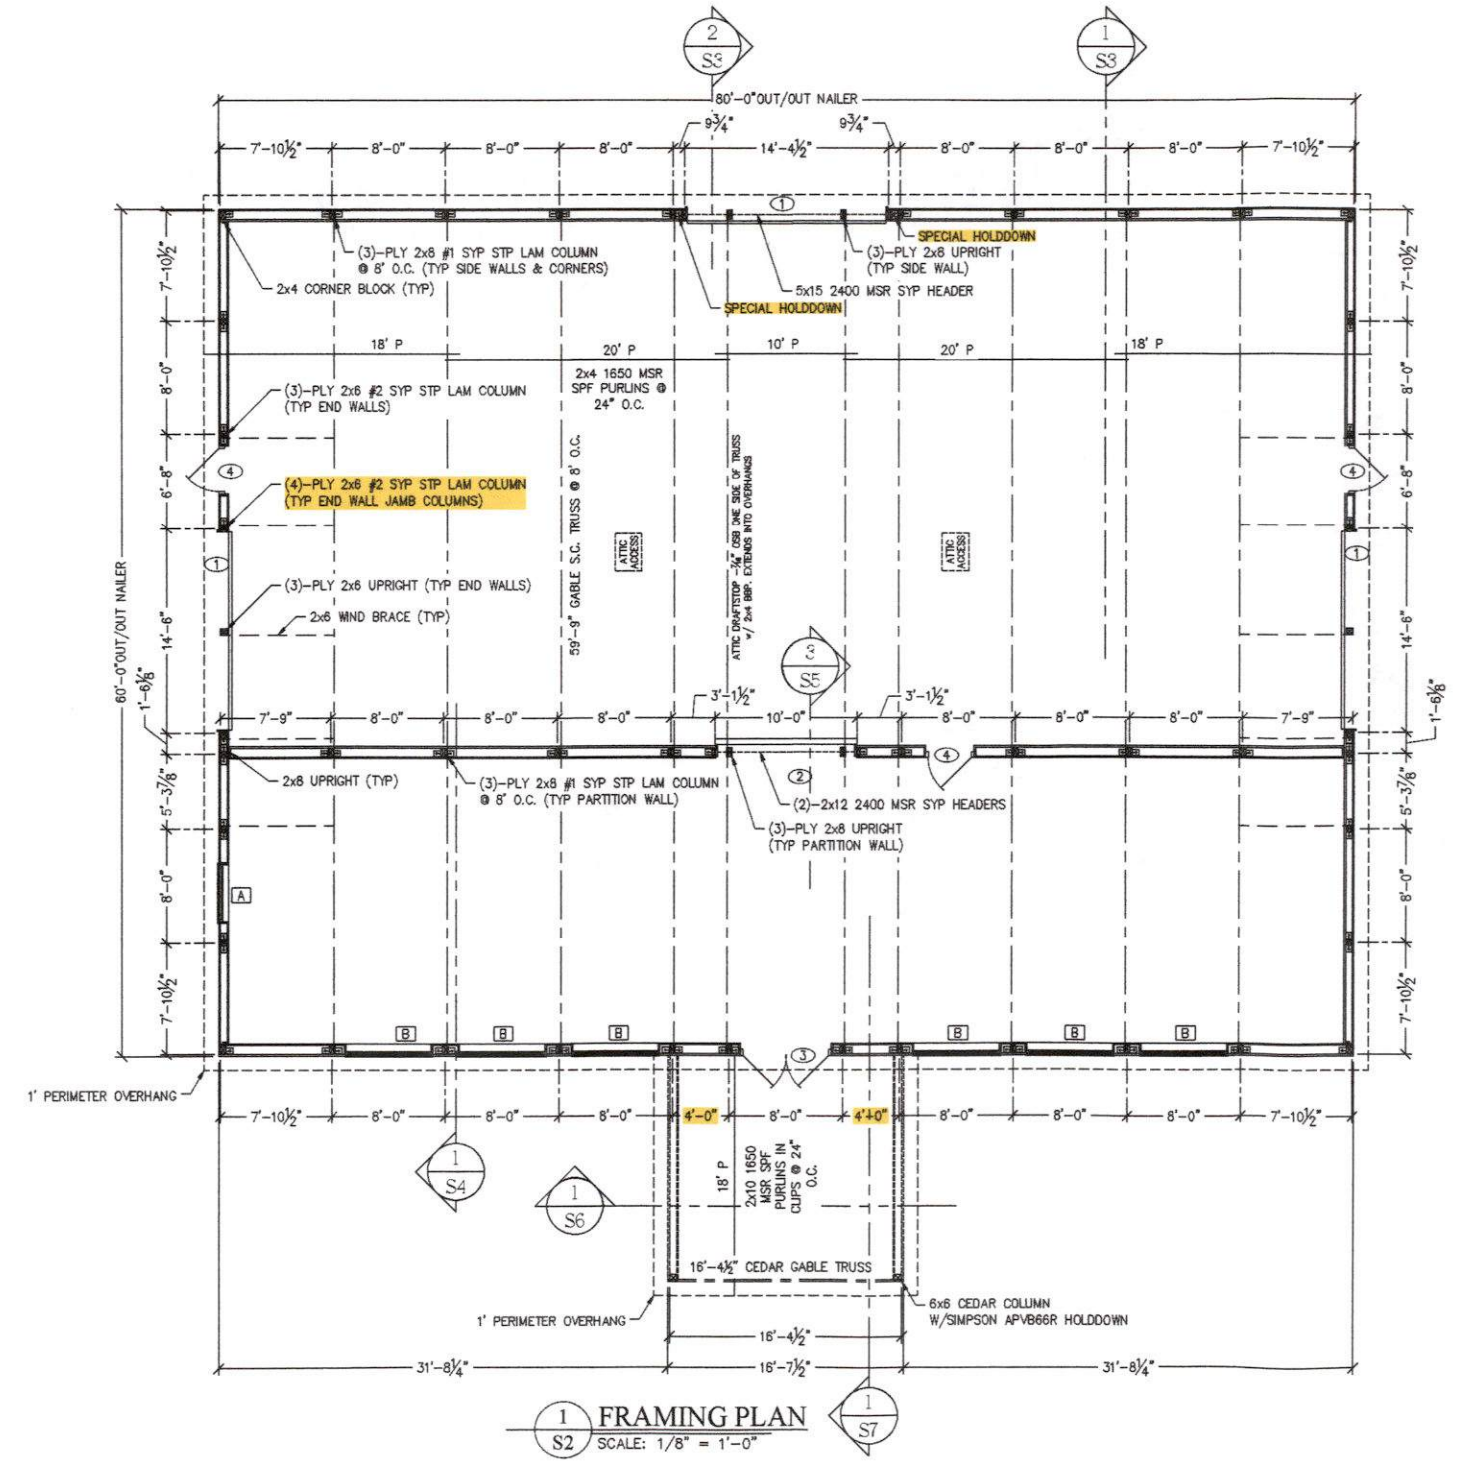 2
S3
1
S3
80'-0"OUT/OUT NAILER
9¾"
9¾"
7'-10½"
8'-0"
8'-0"
8'-0"
14'-4½"
8'-0"
8'-0"
8'-0"
7'-10½"
1
SPECIAL HOLDDOWN
(3)-PLY 2x8 #1 SYP STP LAM COLUMN
@ 8' O.C. (TYP SIDE WALLS & CORNERS)
(3)-PLY 2x8 UPRIGHT
(TYP SIDE WALL)
2x4 CORNER BLOCK (TYP)
5x15 2400 MSR SYP HEADER
SPECIAL HOLDDOWN
7'-10½"
7'-10½"
18' P
20' P
10' P
20' P
18' P
2x4 1650 MSR
SPF PURLINS @
24" O.C.
8'-0"
8'-0"
(3)-PLY 2x6 #2 SYP STP LAM COLUMN
(TYP END WALLS)
59'-9" GABLE S.C. TRUSS @ 8' O.C.
ATTIC DRAFTSTOP -7/16" OSB ONE SIDE OF TRUSS
w/ 2x4 BBP. EXTENDS INTO OVERHANGS
4
4
6'-8"
6'-8"
(4)-PLY 2x6 #2 SYP STP LAM COLUMN
(TYP END WALL JAMB COLUMNS)
ATTIC
ACCESS
ATTIC
ACCESS
1
1
60'-0"OUT/OUT NAILER
(3)-PLY 2x6 UPRIGHT (TYP END WALLS)
2x6 WIND BRACE (TYP)
14'-6"
14'-6"
3
S5
1'-6⅛"
1'-6⅛"
3'-1½"
3'-1½"
7'-9"
8'-0"
8'-0"
8'-0"
10'-0"
8'-0"
8'-0"
8'-0"
7'-9"
4
2
2x8 UPRIGHT (TYP)
(3)-PLY 2x8 #1 SYP STP LAM COLUMN
@ 8' O.C. (TYP PARTITION WALL)
(2)-2x12 2400 MSR SYP HEADERS
(3)-PLY 2x8 UPRIGHT
(TYP PARTITION WALL)
5'-3⅞"
5'-3⅞"
A
8'-0"
8'-0"
7'-10½"
7'-10½"
B
B
B
3
B
B
B
1' PERIMETER OVERHANG
7'-10½"
8'-0"
8'-0"
8'-0"
4'-0"
8'-0"
4'-0"
8'-0"
8'-0"
8'-0"
7'-10½"
1
S4
1
S6
18' P
2x10 1650
MSR SPF
PURLINS IN
CLIPS @ 24"
O.C.
16'-4½" CEDAR GABLE TRUSS
1' PERIMETER OVERHANG
6x6 CEDAR COLUMN
W/SIMPSON APVB66R HOLDDOWN
16'-4½"
31'-8¼"
16'-7½"
31'-8¼"
1
S2
FRAMING PLAN
SCALE: 1/8" = 1'-0"
1
S7